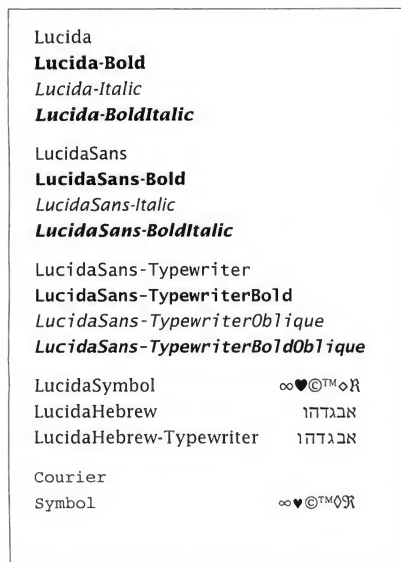 Lucida
Lucida-Bold
Lucida-Italic
Lucida-BoldItalic
LucidaSans
LucidaSans-Bold
LucidaSans-Italic
LucidaSans-BoldItalic
LucidaSans-Typewriter
LucidaSans-TypewriterBold
LucidaSans-TypewriterOblique
LucidaSans-TypewriterBoldOblique
LucidaSymbol ∞♥©™⋄ℜ
LucidaHebrew אבגדהו
LucidaHebrew-Typewriter אבגדהו
Courier
Symbol ∞♥©™◊ℜ